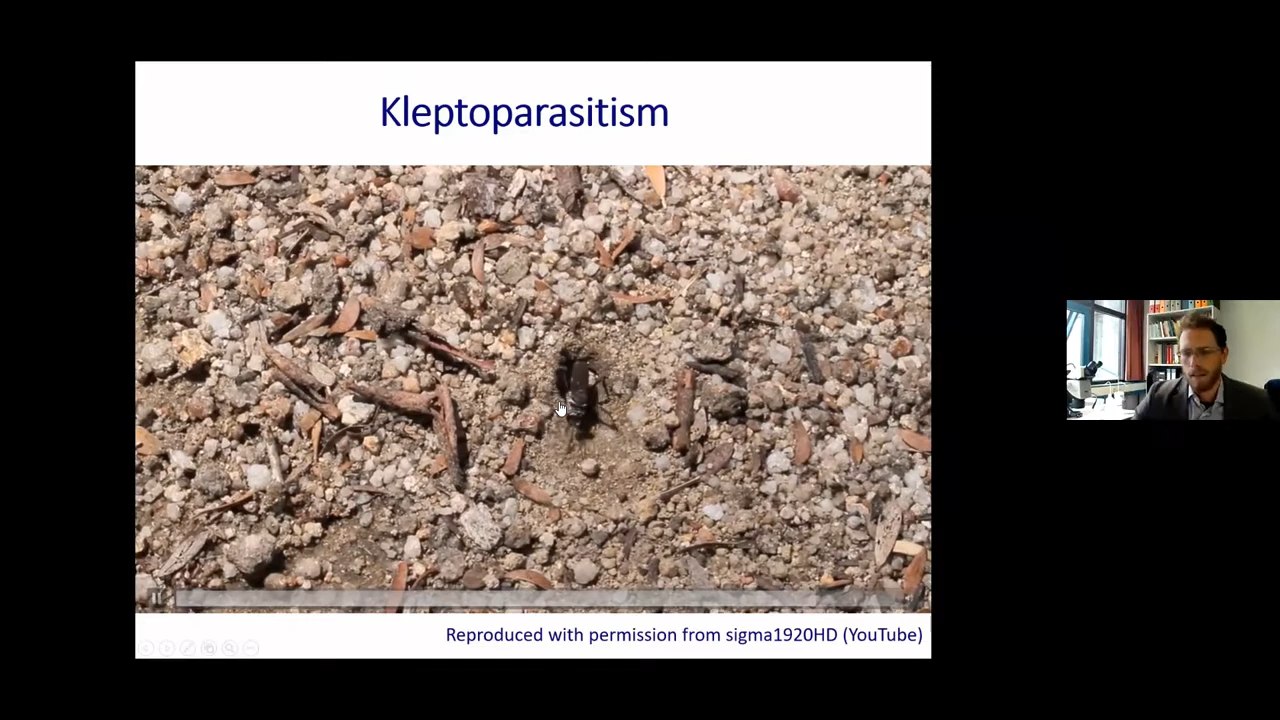 Kleptoparasitism
Reproduced with permission from sigma1920HD (YouTube)